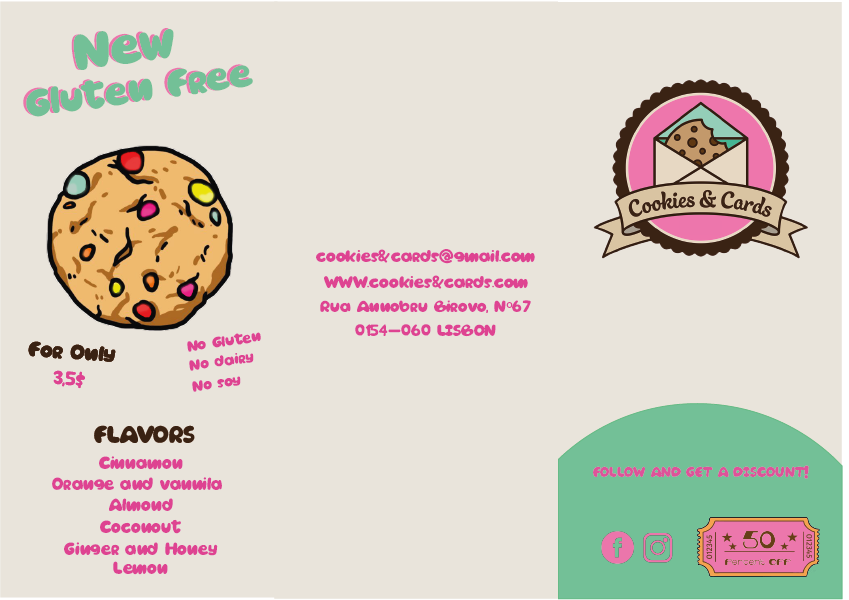 New
Gluten Free
For Only
3,5$
No Gluten
No dairy
No soy
FLAVORS
Cinnamon
Orange and vannila
Almond
Coconout
Ginger and Honey
Lemon
cookies&cards@gmail.com
WWW.cookies&cards.com
Rua Annobru Birovo, Nº67
0154-060 LISBON
Cookies & Cards
FOLLOW AND GET A DISCOUNT!
012345
50
Percent OFF
012345